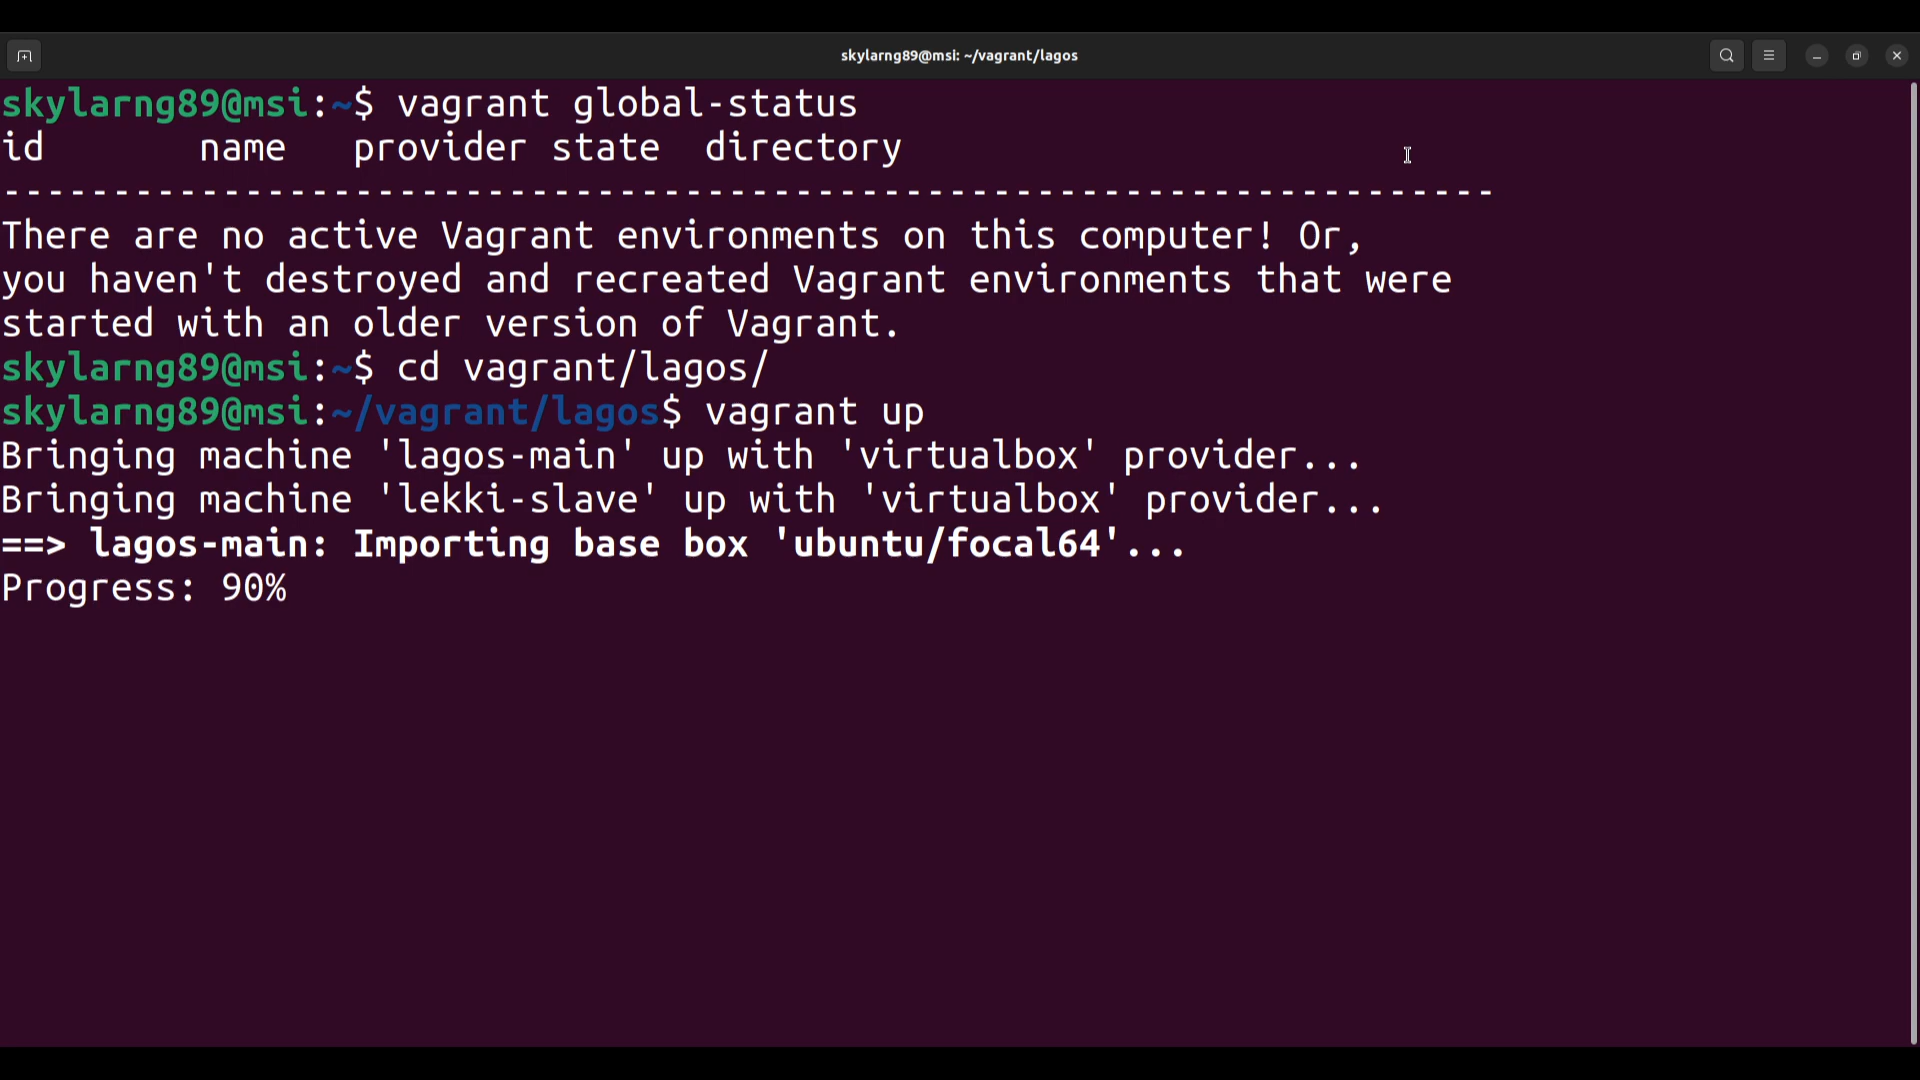 skylarng89@msi: ~/vagrant/lagos
skylarng89@msi:~$ vagrant global-status
id       name   provider state  directory
--------------------------------------------------------------------
There are no active Vagrant environments on this computer! Or,
you haven't destroyed and recreated Vagrant environments that were
started with an older version of Vagrant.
skylarng89@msi:~$ cd vagrant/lagos/
skylarng89@msi:~/vagrant/lagos$ vagrant up
Bringing machine 'lagos-main' up with 'virtualbox' provider...
Bringing machine 'lekki-slave' up with 'virtualbox' provider...
==> lagos-main: Importing base box 'ubuntu/focal64'...
Progress: 90%